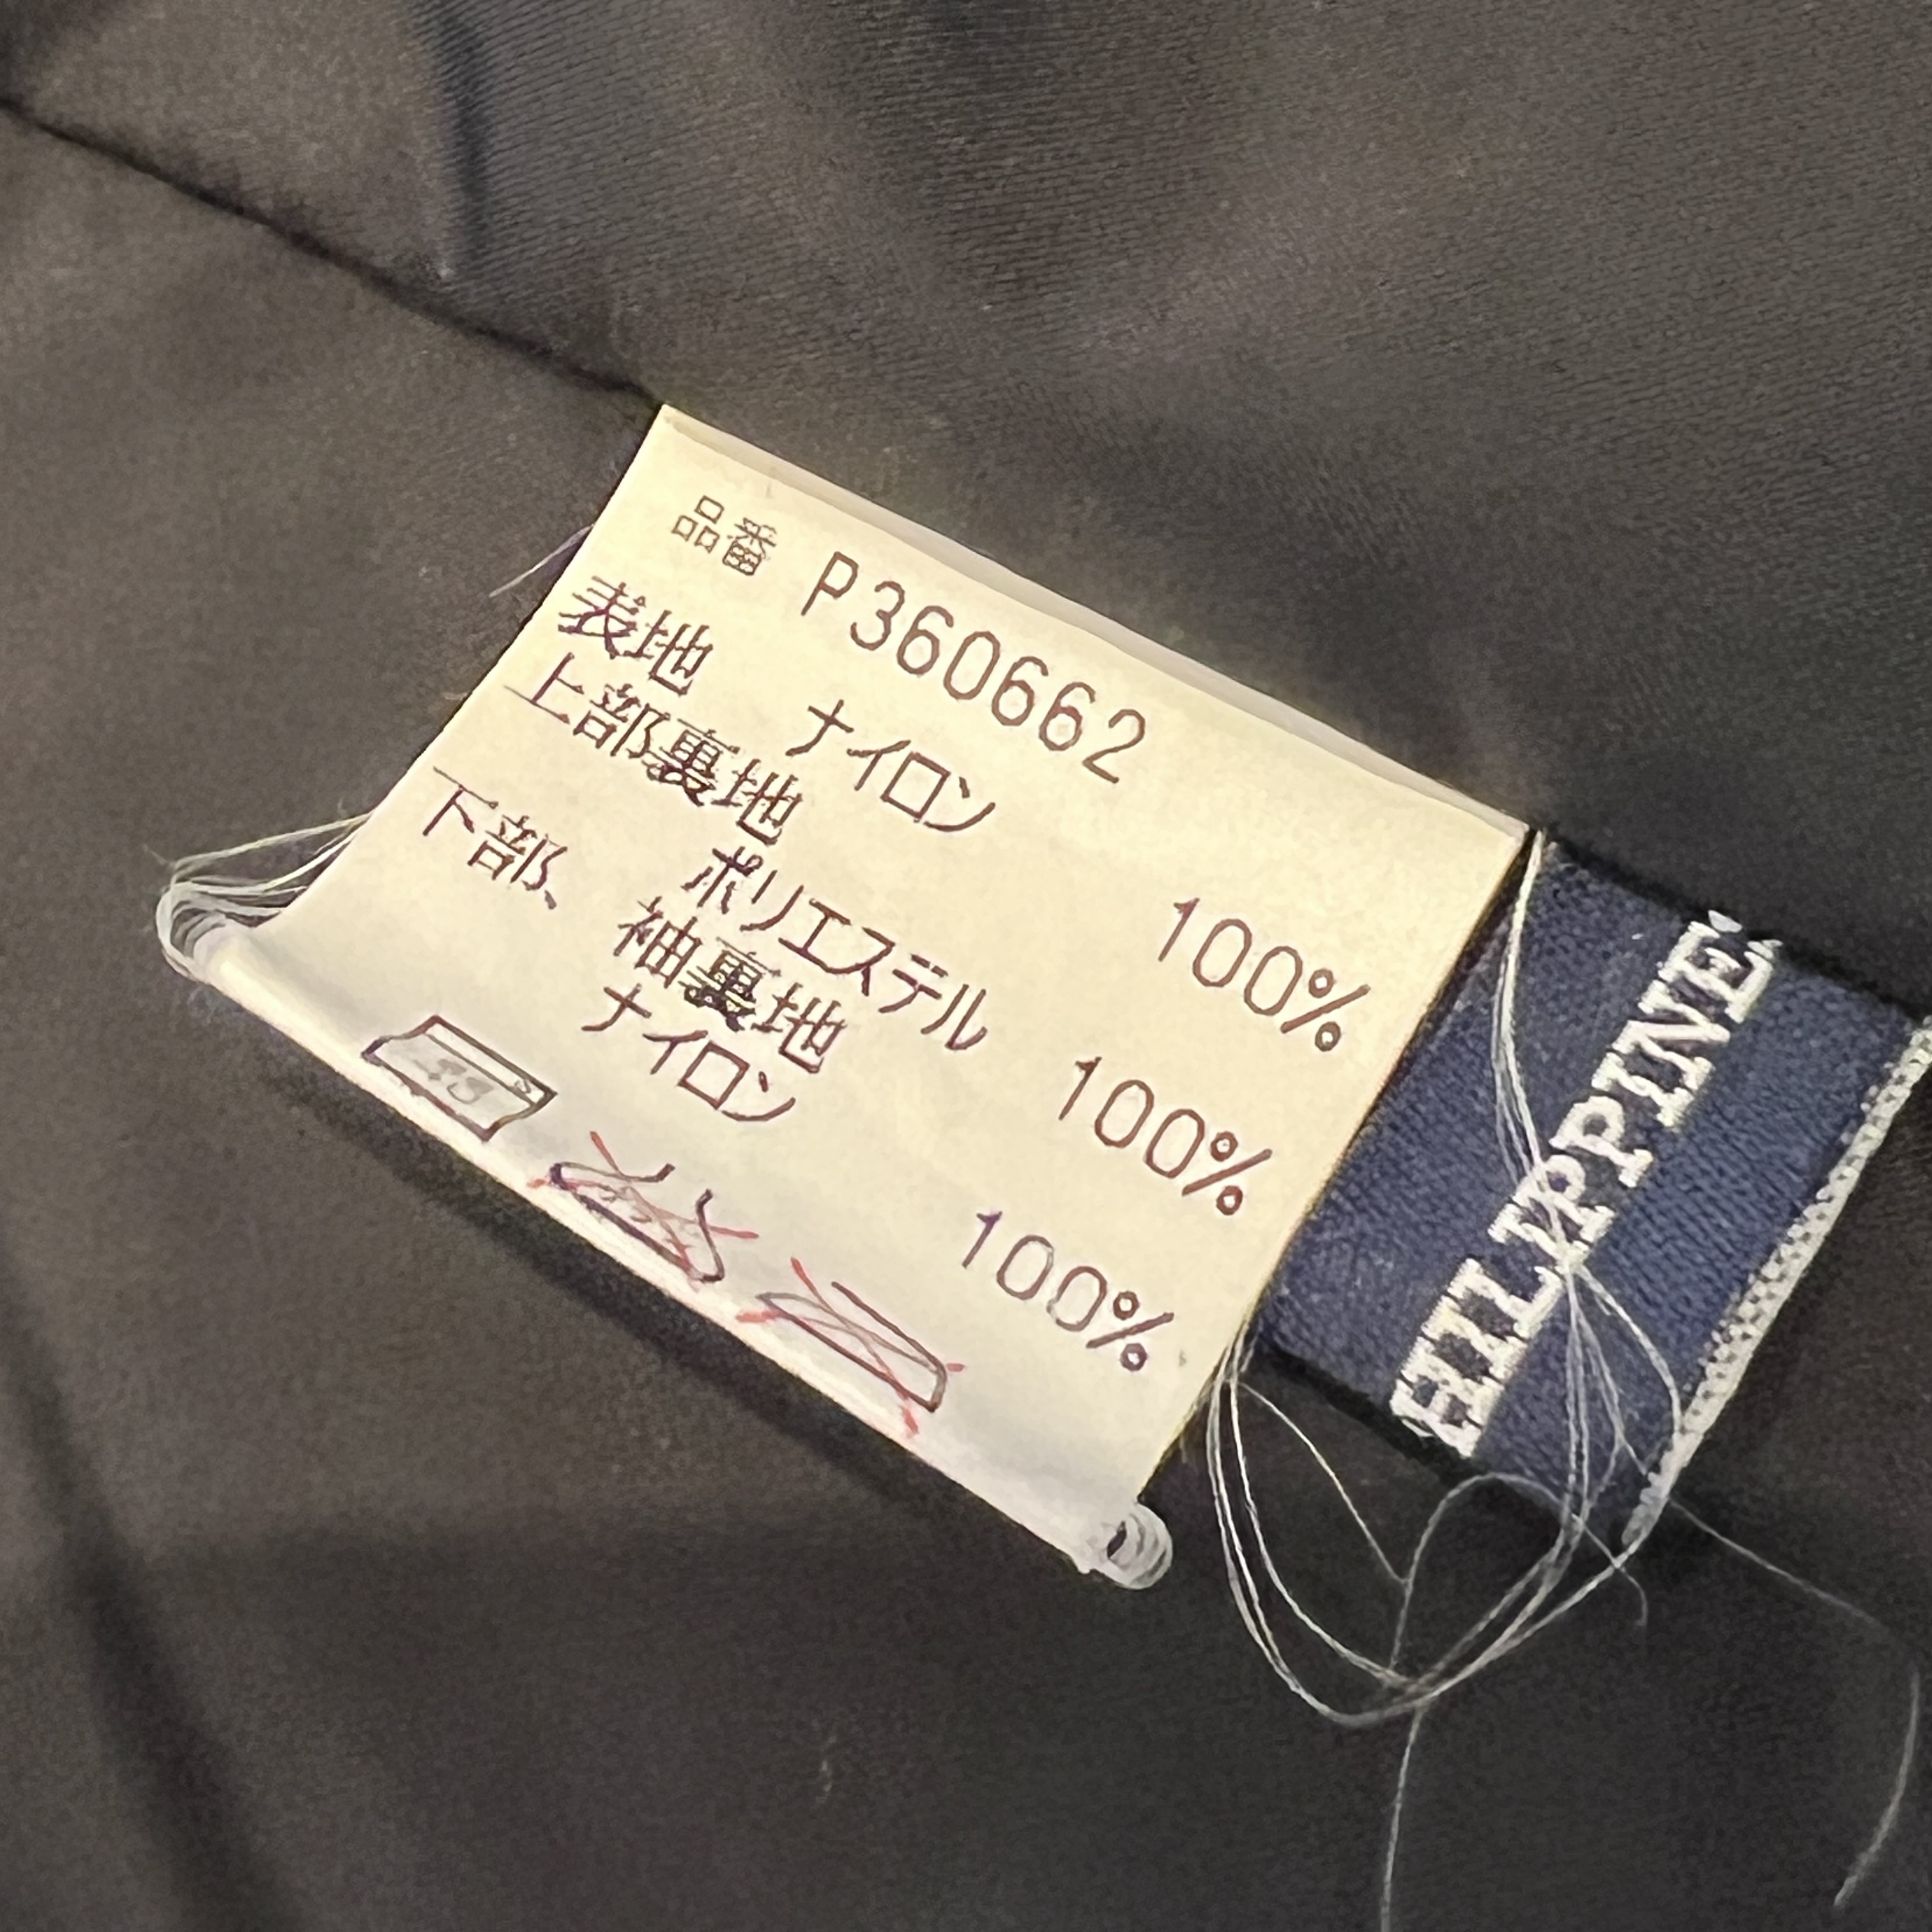 品番 P360662
表地
ナイロン 100%
上部裏地
ポリエステル 100%
下部、袖裏地
ナイロン 100%
HILIPPINE